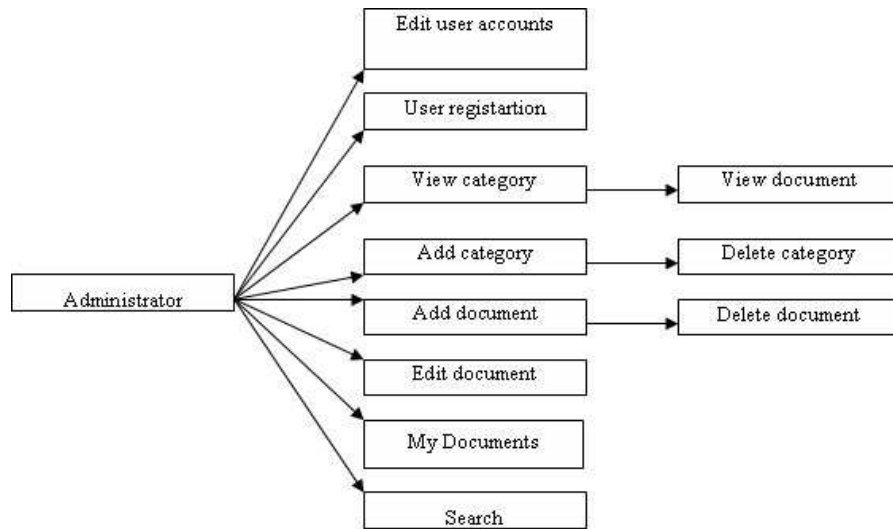 Edit user accounts
User registartion
View category
View document
Add category
Delete category
Administrator
Add document
Delete document
Edit document
My Documents
Search